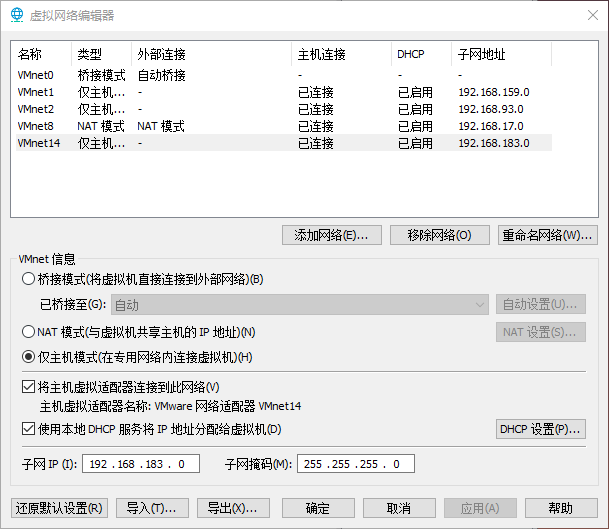 虚拟网络编辑器
名称 类型 外部连接 主机连接 DHCP 子网地址
VMnet0 桥接模式 自动桥接 - - -
VMnet1 仅主机... - 已连接 已启用 192.168.159.0
VMnet2 仅主机... - 已连接 已启用 192.168.93.0
VMnet8 NAT 模式 NAT 模式 已连接 已启用 192.168.17.0
VMnet14 仅主机... - 已连接 已启用 192.168.183.0
添加网络(E)... 移除网络(O) 重命名网络(W)...
VMnet 信息
桥接模式(将虚拟机直接连接到外部网络)(B)
已桥接至(G): 自动 自动设置(U)...
NAT 模式(与虚拟机共享主机的 IP 地址)(N) NAT 设置(S)...
仅主机模式(在专用网络内连接虚拟机)(H)
将主机虚拟适配器连接到此网络(V)
主机虚拟适配器名称: VMware 网络适配器 VMnet14
使用本地 DHCP 服务将 IP 地址分配给虚拟机(D) DHCP 设置(P)...
子网 IP (I): 192 . 168 . 183 . 0 子网掩码(M): 255 . 255 . 255 . 0
还原默认设置(R) 导入(T)... 导出(X)... 确定 取消 应用(A) 帮助